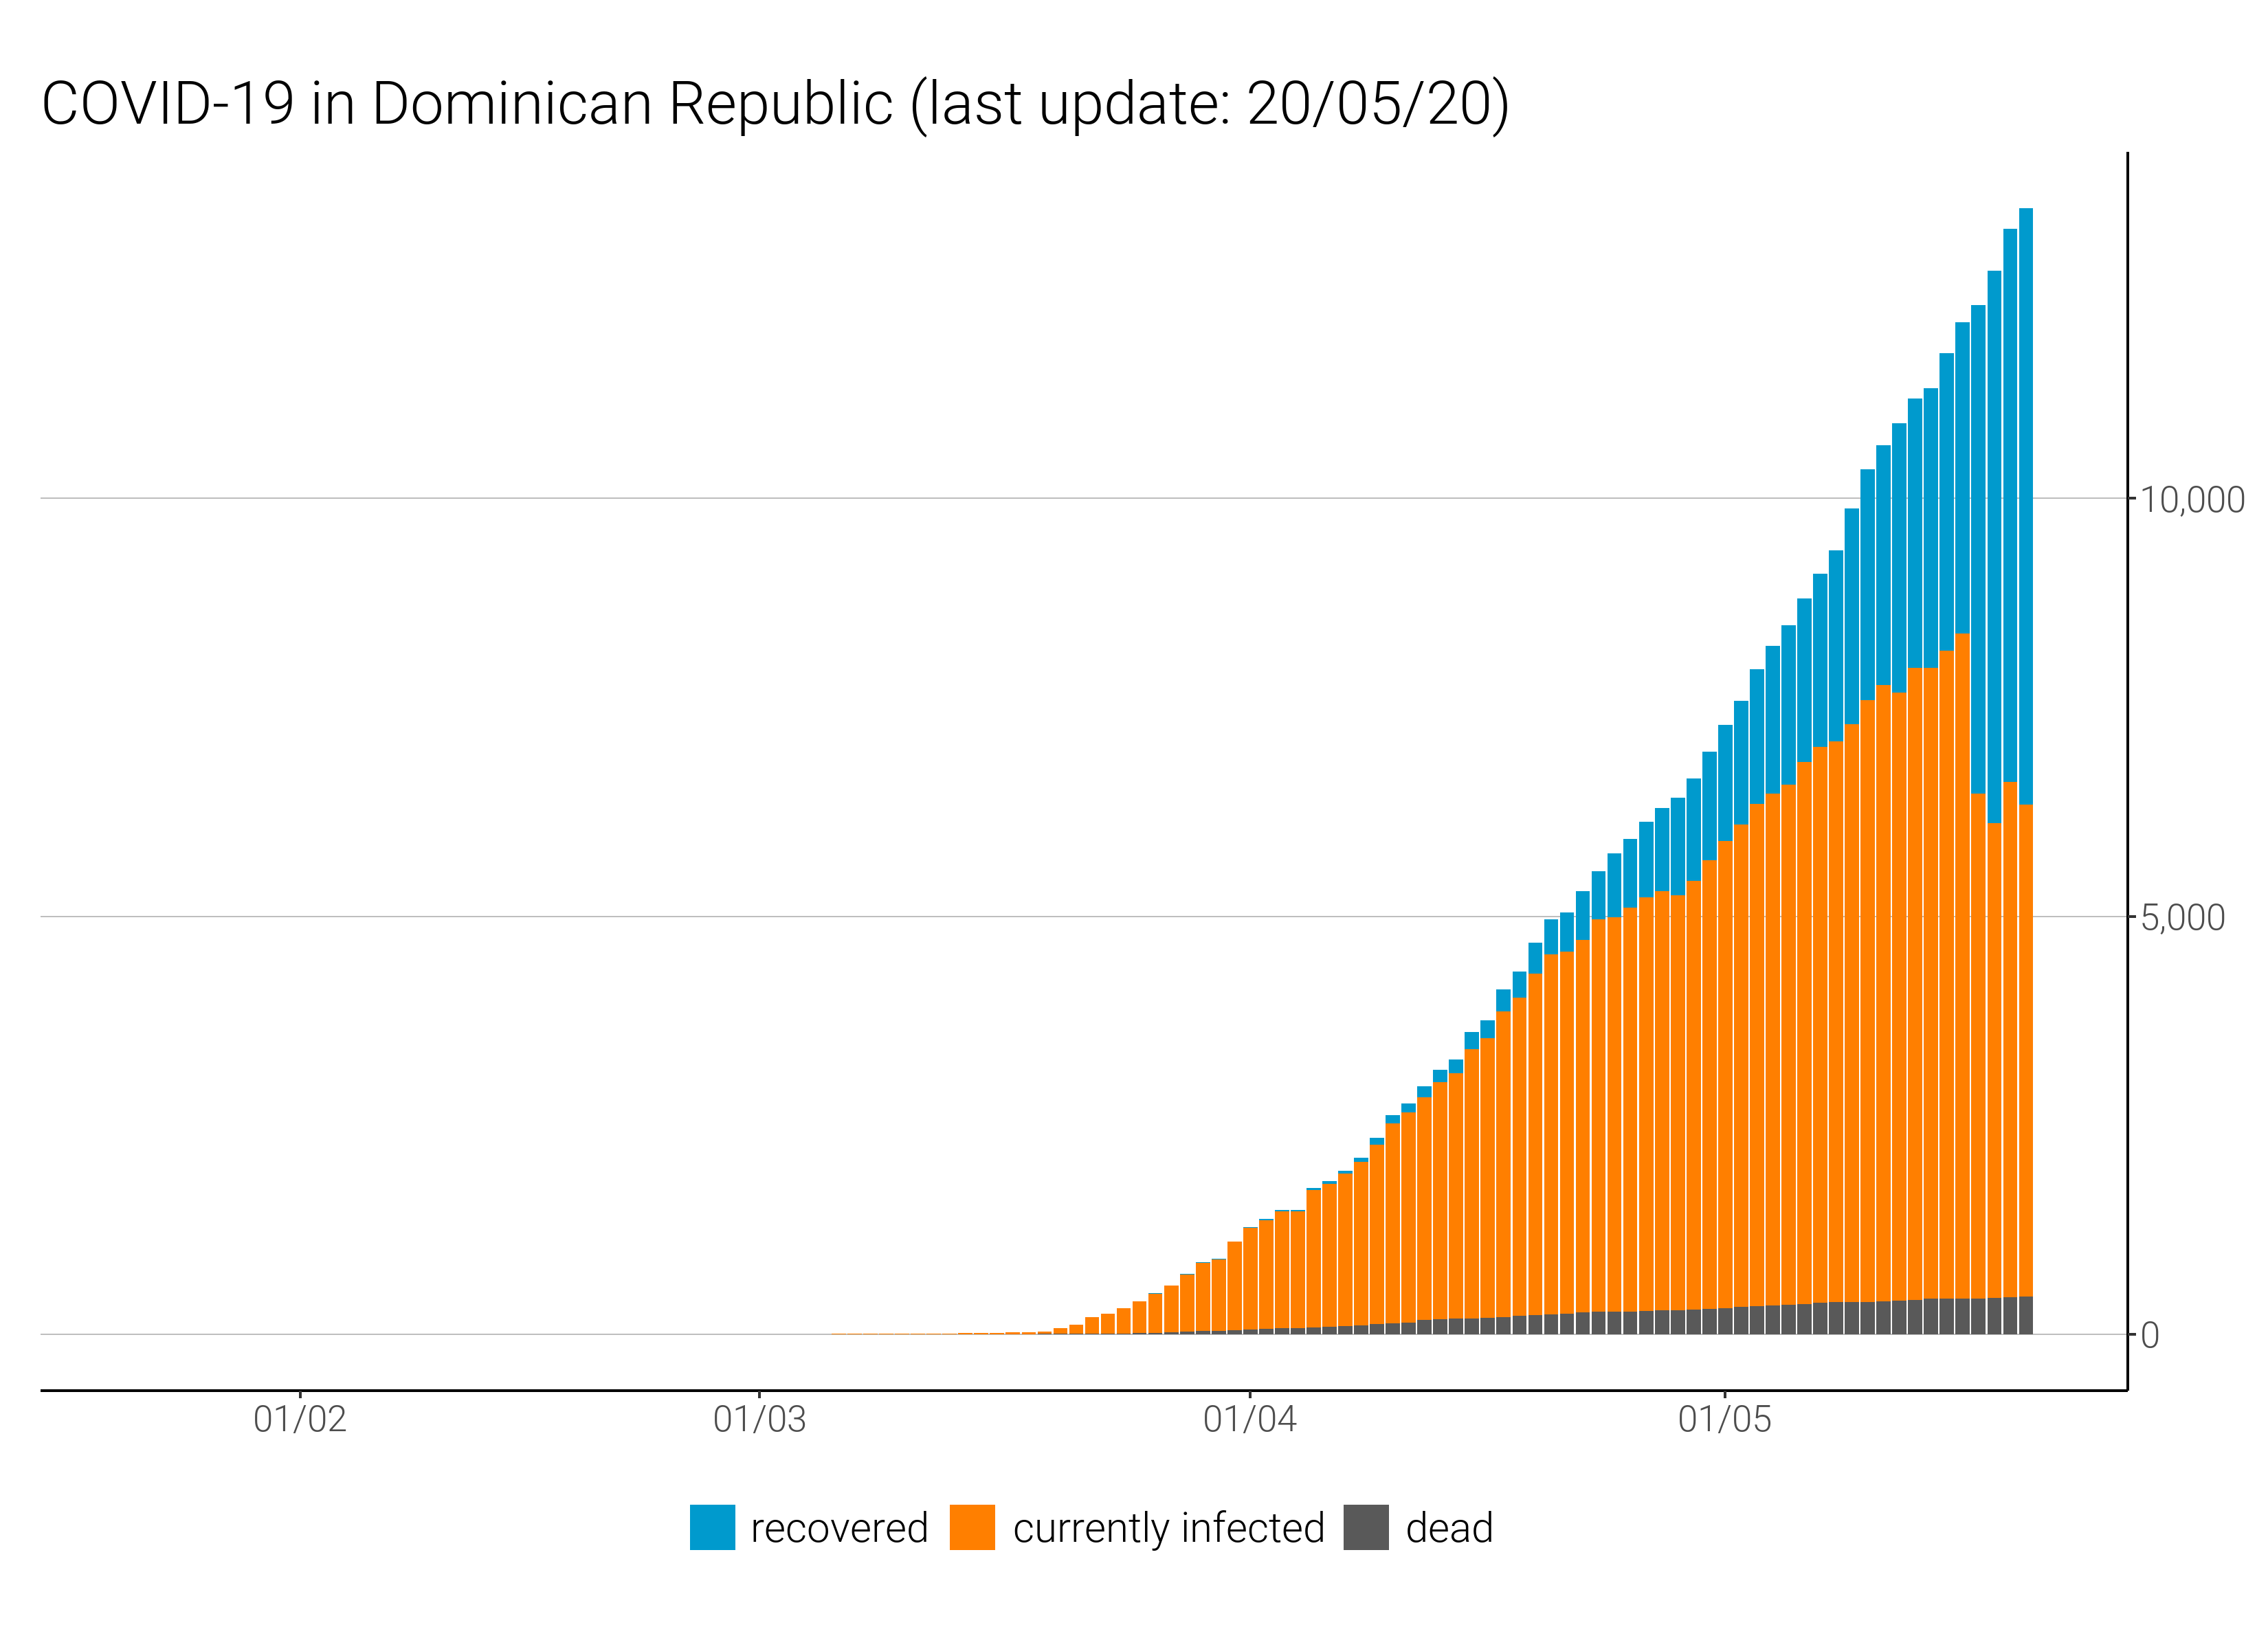 COVID-19 in Dominican Republic (last update: 20/05/20)
10,000
5,000
0
01/02 01/03 01/04 01/05
recovered currently infected dead